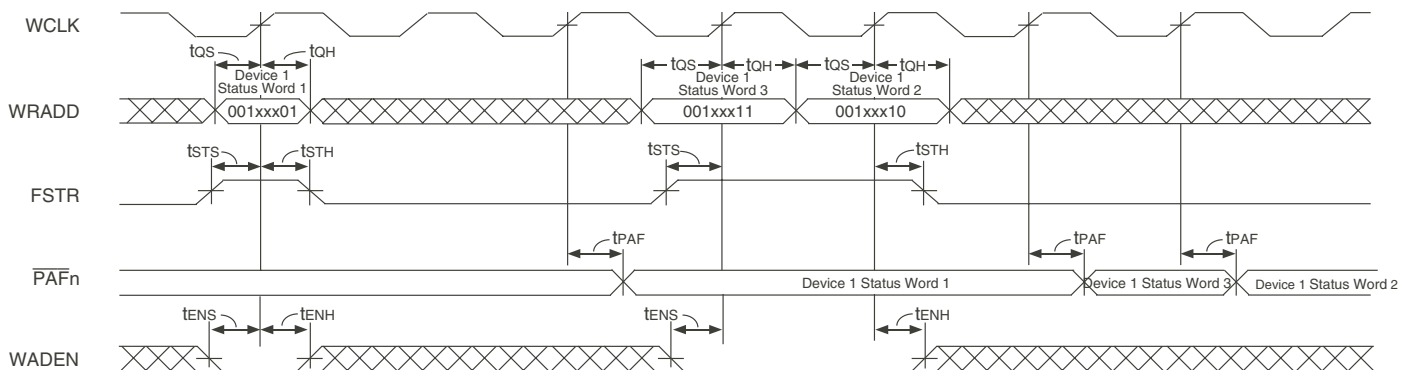 WCLK
tQS tQH tQS tQH tQS tQH
Device 1 Status Word 1
Device 1 Status Word 3
Device 1 Status Word 2
WRADD 001xxx01 001xxx11 001xxx10
tSTS tSTH tSTS tSTH
FSTR
tPAF tPAF tPAF
PAFn Device 1 Status Word 1 Device 1 Status Word 3 Device 1 Status Word 2
tENS tENH tENS tENH
WADEN